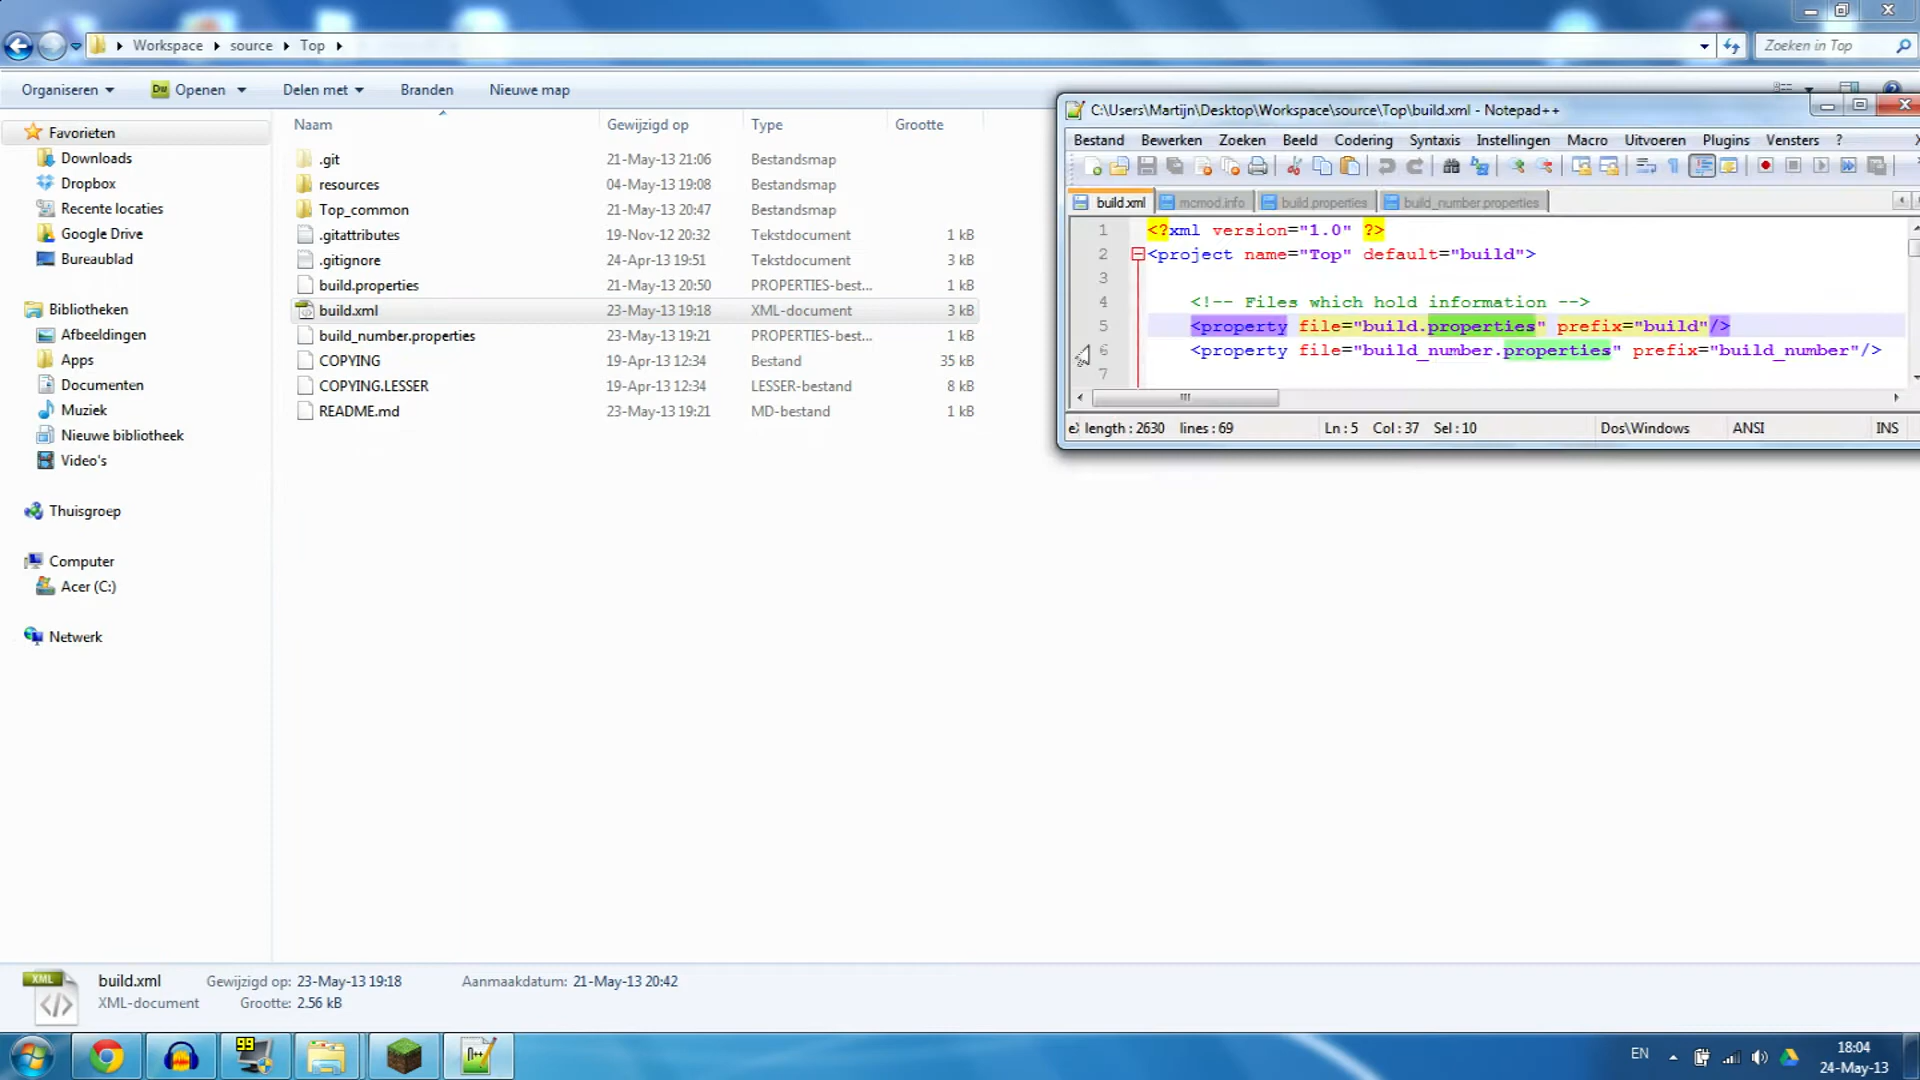 Workspace source Top
Zoeken in Top
Organiseren Openen Delen met Branden Nieuwe map
Favorieten
Downloads
Dropbox
Recente locaties
Google Drive
Bureaublad
Bibliotheken
Afbeeldingen
Apps
Documenten
Muziek
Nieuwe bibliotheek
Video's
Thuisgroep
Computer
Acer (C:)
Netwerk
Naam Gewijzigd op Type Grootte
.git 21-May-13 21:06 Bestandsmap
resources 04-May-13 19:08 Bestandsmap
Top_common 21-May-13 20:47 Bestandsmap
.gitattributes 19-Nov-12 20:32 Tekstdocument 1 kB
.gitignore 24-Apr-13 19:51 Tekstdocument 3 kB
build.properties 21-May-13 20:50 PROPERTIES-best... 1 kB
build.xml 23-May-13 19:18 XML-document 3 kB
build_number.properties 23-May-13 19:21 PROPERTIES-best... 1 kB
COPYING 19-Apr-13 12:34 Bestand 35 kB
COPYING.LESSER 19-Apr-13 12:34 LESSER-bestand 8 kB
README.md 23-May-13 19:21 MD-bestand 1 kB
C:\Users\Martijn\Desktop\Workspace\source\Top\build.xml - Notepad++
Bestand Bewerken Zoeken Beeld Codering Syntaxis Instellingen Macro Uitvoeren Plugins Vensters ?
build.xml mcmod.info build.properties build_number.properties
1 <?xml version="1.0" ?>
2 <project name="Top" default="build">
3
4 <!-- Files which hold information -->
5 <property file="build.properties" prefix="build"/>
6 <property file="build_number.properties" prefix="build_number"/>
7
length : 2630 lines : 69 Ln : 5 Col : 37 Sel : 10 Dos\Windows ANSI INS
XML
build.xml Gewijzigd op: 23-May-13 19:18 Aanmaakdatum: 21-May-13 20:42
XML-document Grootte: 2.56 kB
99
EN
18:04
24-May-13